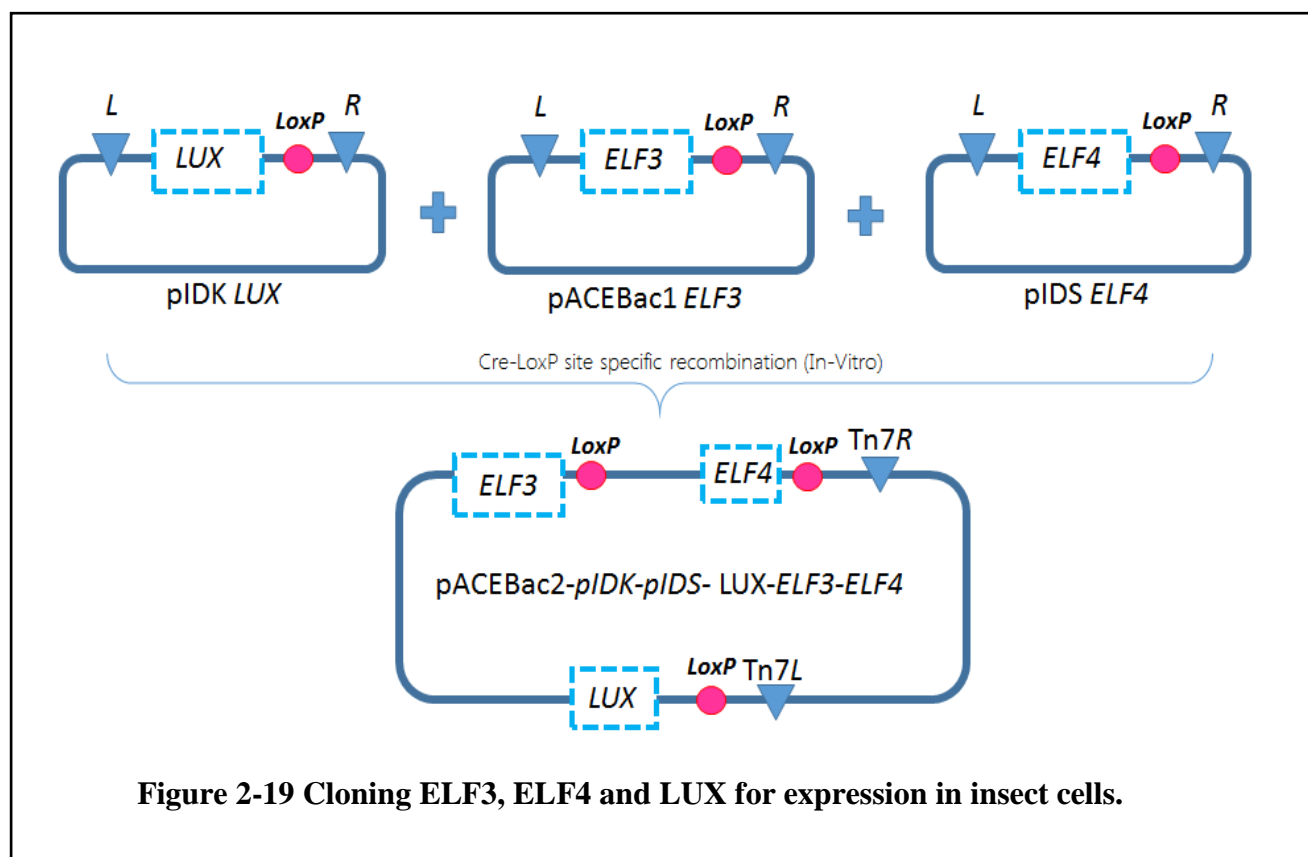 L LUX LoxP R
L ELF3 LoxP R
L ELF4 LoxP R
pIDK LUX
pACEBac1 ELF3
pIDS ELF4
Cre-LoxP site specific recombination (In-Vitro)
ELF3 LoxP ELF4 LoxP Tn7R
pACEBac2-pIDK-pIDS- LUX-ELF3-ELF4
LUX LoxP Tn7L
Figure 2-19 Cloning ELF3, ELF4 and LUX for expression in insect cells.